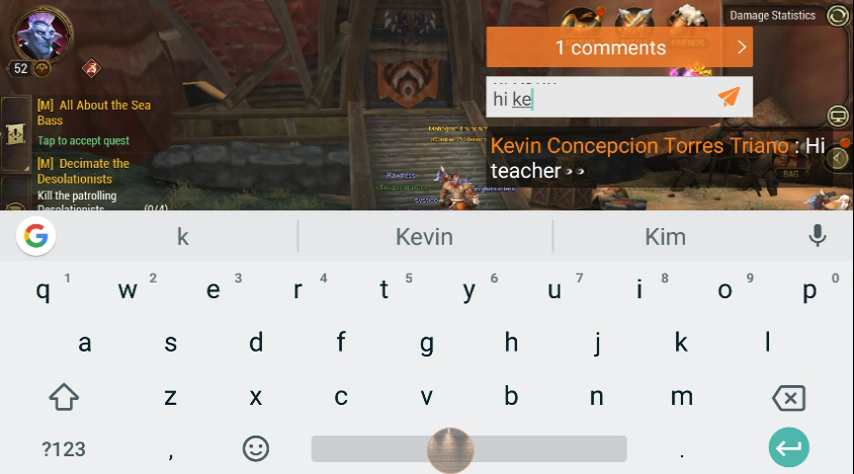 Damage Statistics
1 comments
52
FRIENDS
hi ke
[M] All About the Sea
Bass
Tap to accept quest
Kevin Concepcion Torres Triano : Hi
teacher
[M] Decimate the
Desolationists
BAG
Kill the patrolling
Desolationists (0/4)
k Kevin Kim
q 1 w 2 e 3 r 4 t 5 y 6 u 7 i 8 o 9 p 0
a s d f g h j k l
z x c v b n m
?123 , .